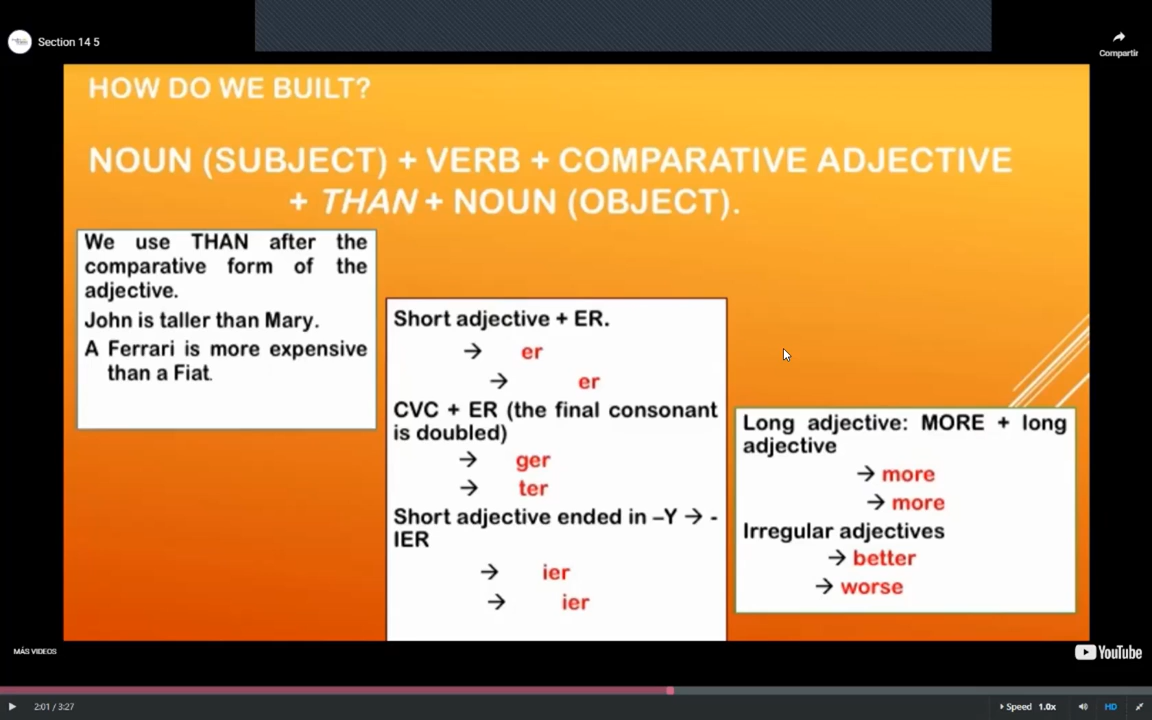 Section 14 5
Compartir
HOW DO WE BUILT?
NOUN (SUBJECT) + VERB + COMPARATIVE ADJECTIVE
+ THAN + NOUN (OBJECT).
We use THAN after the
comparative form of the
adjective.
John is taller than Mary.
A Ferrari is more expensive
than a Fiat.
Short adjective + ER.
→ er
→ er
CVC + ER (the final consonant
is doubled)
→ ger
→ ter
Short adjective ended in –Y → -
IER
→ ier
→ ier
Long adjective: MORE + long
adjective
→ more
→ more
Irregular adjectives
→ better
→ worse
MÁS VIDEOS
YouTube
2:01 / 3:27
Speed 1.0x
HD